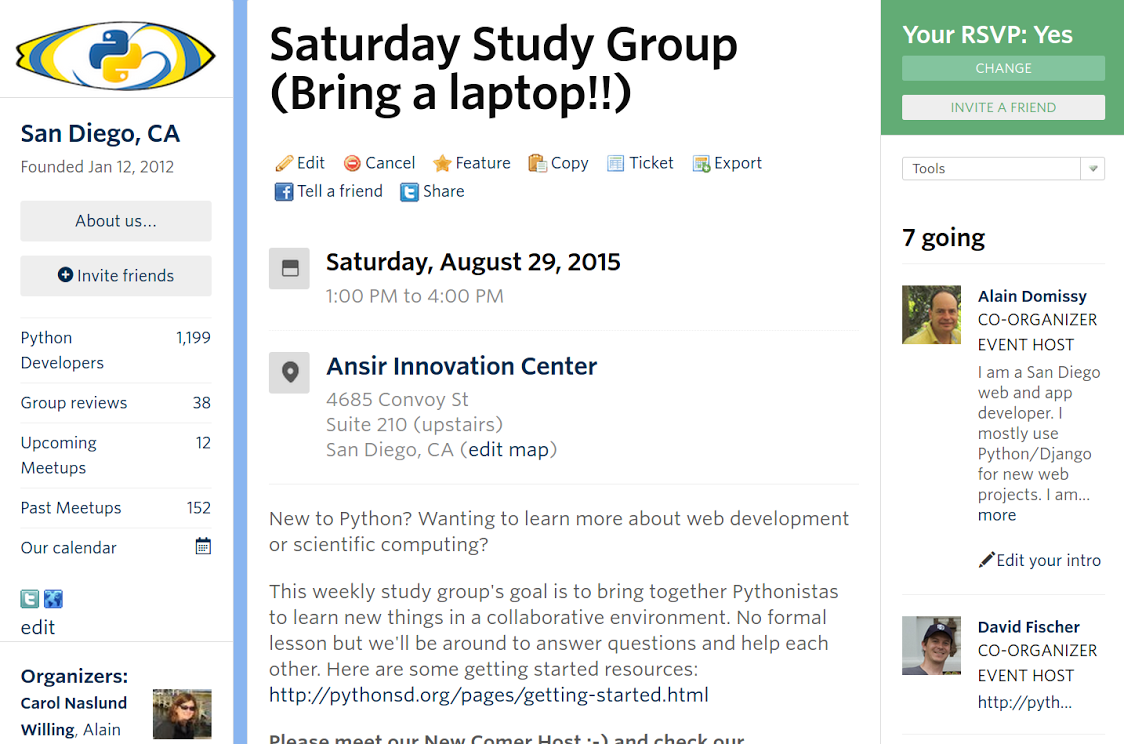 San Diego, CA
Founded Jan 12, 2012
About us...
Invite friends
Python
Developers
1,199
Group reviews
38
Upcoming
Meetups
12
Past Meetups
152
Our calendar
edit
Organizers:
Carol Naslund
Willing, Alain
Saturday Study Group
(Bring a laptop!!)
Edit
Cancel
Feature
Copy
Ticket
Export
Tell a friend
Share
Saturday, August 29, 2015
1:00 PM to 4:00 PM
Ansir Innovation Center
4685 Convoy St
Suite 210 (upstairs)
San Diego, CA (edit map)
New to Python? Wanting to learn more about web development
or scientific computing?
This weekly study group's goal is to bring together Pythonistas
to learn new things in a collaborative environment. No formal
lesson but we'll be around to answer questions and help each
other. Here are some getting started resources:
http://pythonsd.org/pages/getting-started.html
Please meet our New Comer Host :-) and check our
Your RSVP: Yes
CHANGE
INVITE A FRIEND
Tools
7 going
Alain Domissy
CO-ORGANIZER
EVENT HOST
I am a San Diego
web and app
developer. I
mostly use
Python/Django
for new web
projects. I am...
more
Edit your intro
David Fischer
CO-ORGANIZER
EVENT HOST
http://pyth...